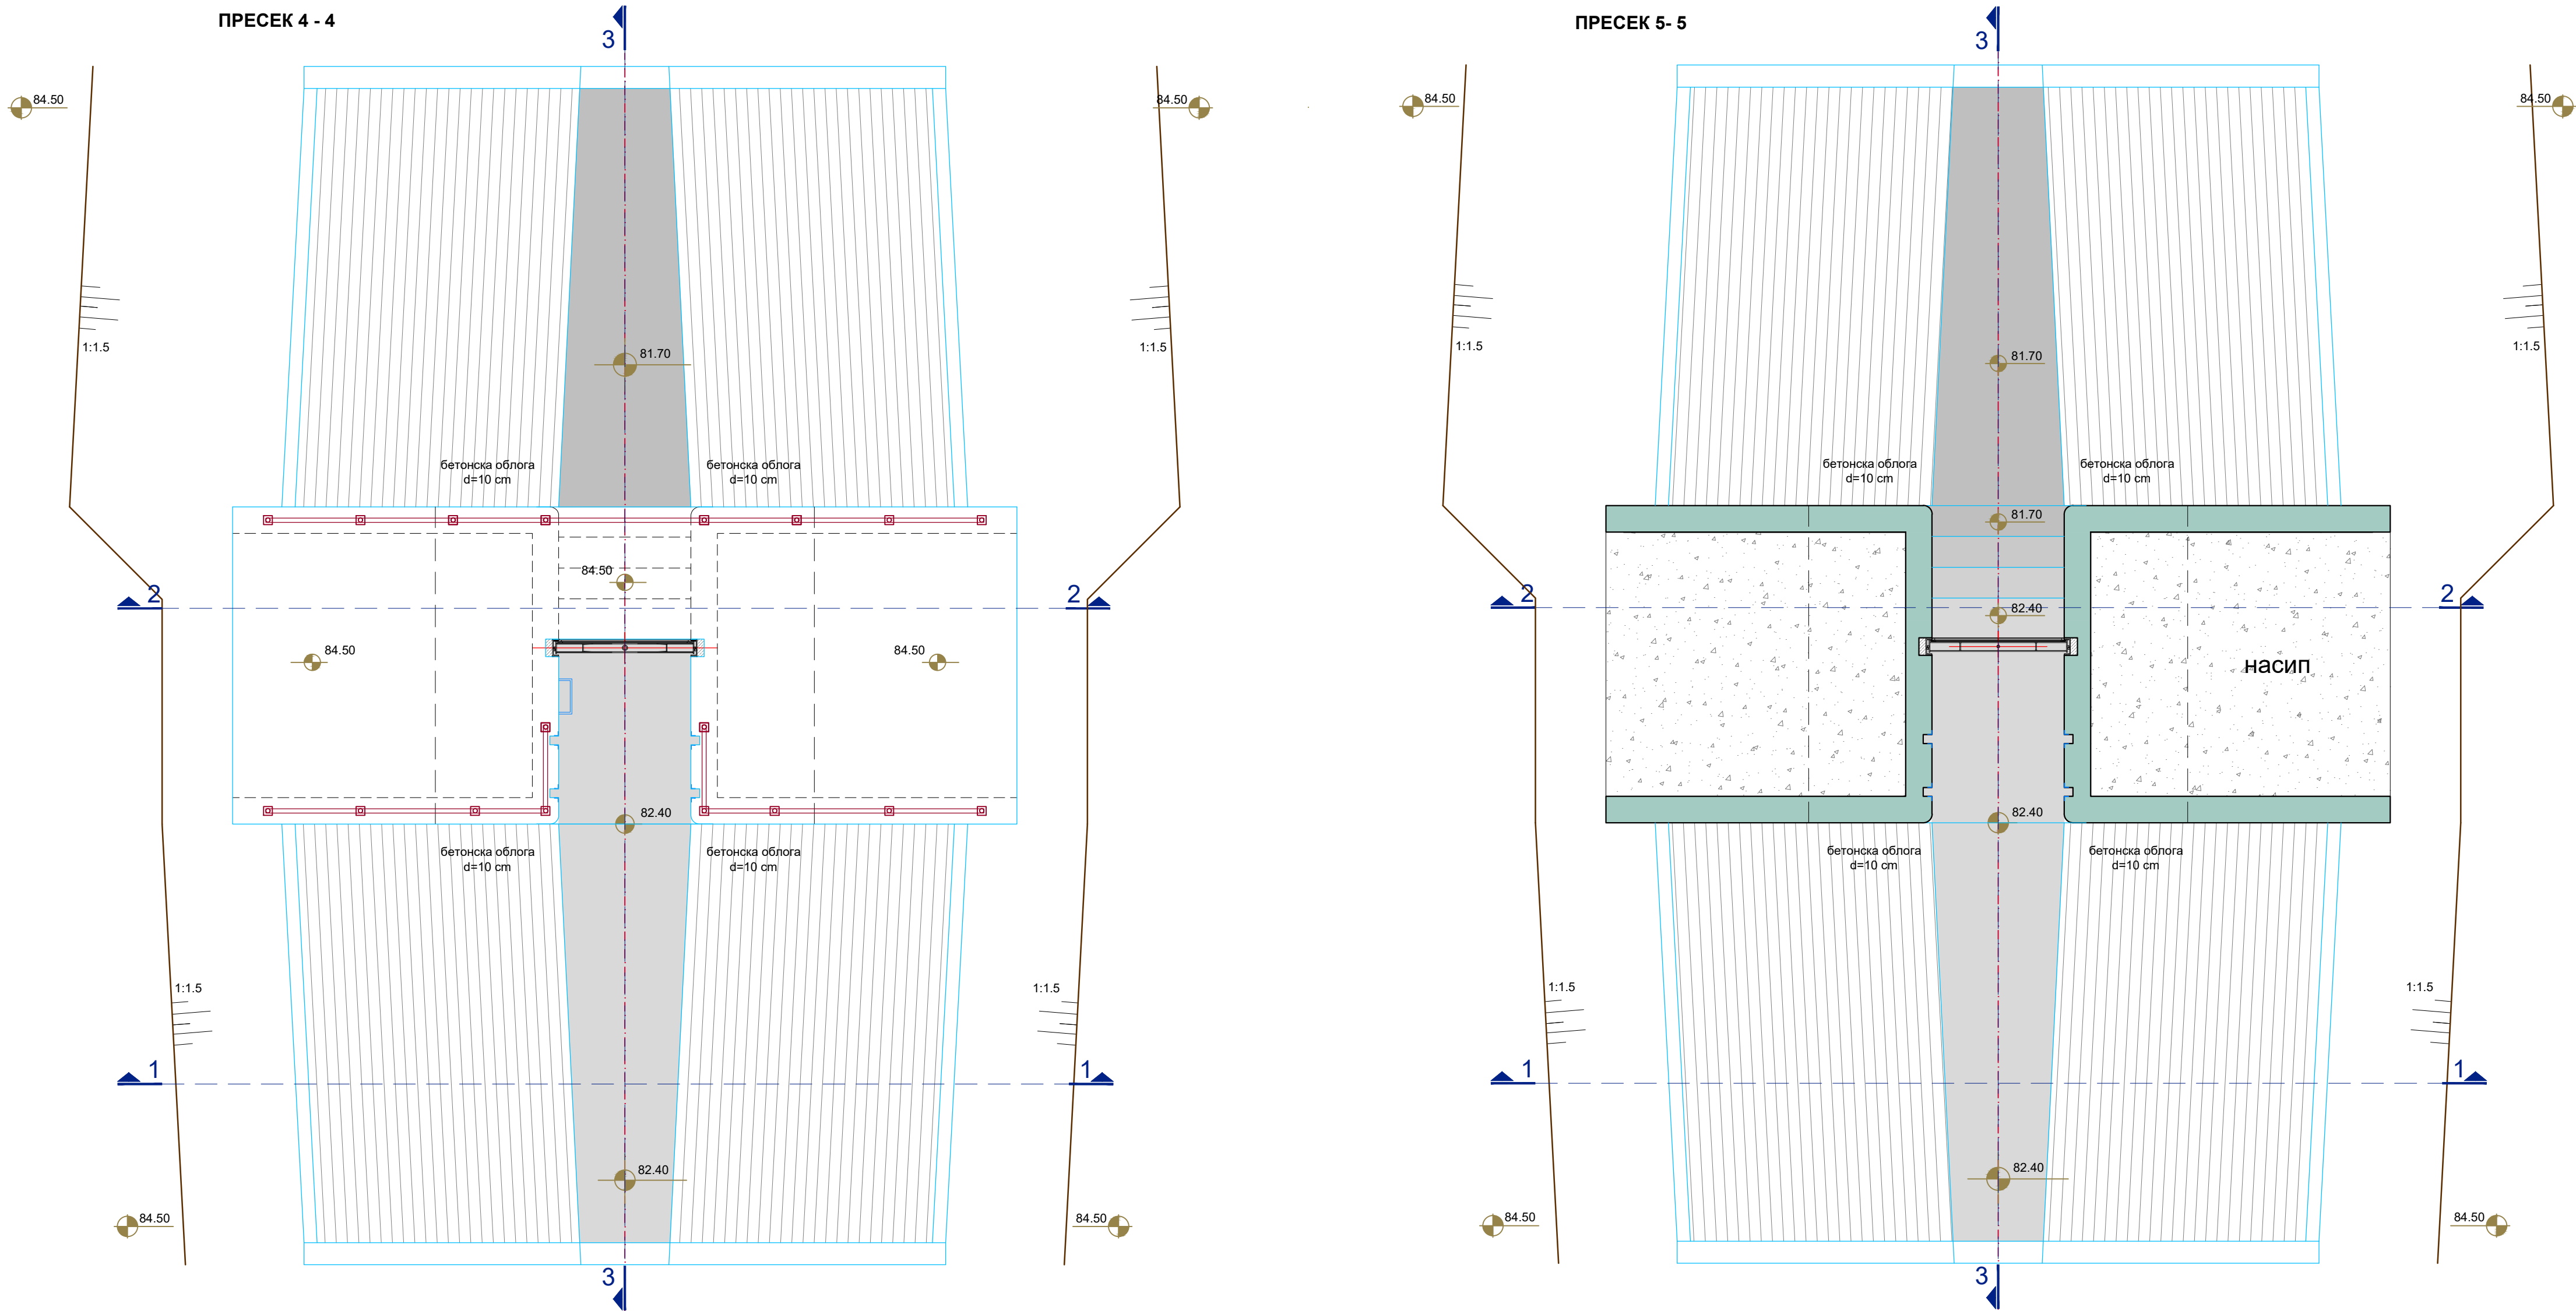 ПРЕСЕК 4 - 4
3
84.50
84.50
1:1.5
1:1.5
81.70
бетонска облога
d=10 cm
бетонска облога
d=10 cm
84.50
2
2
84.50
84.50
82.40
бетонска облога
d=10 cm
бетонска облога
d=10 cm
1:1.5
1:1.5
1
1
82.40
84.50
84.50
3
ПРЕСЕК 5- 5
3
84.50
84.50
1:1.5
1:1.5
81.70
бетонска облога
d=10 cm
бетонска облога
d=10 cm
81.70
2
2
82.40
насип
82.40
бетонска облога
d=10 cm
бетонска облога
d=10 cm
1:1.5
1:1.5
1
1
82.40
84.50
84.50
3